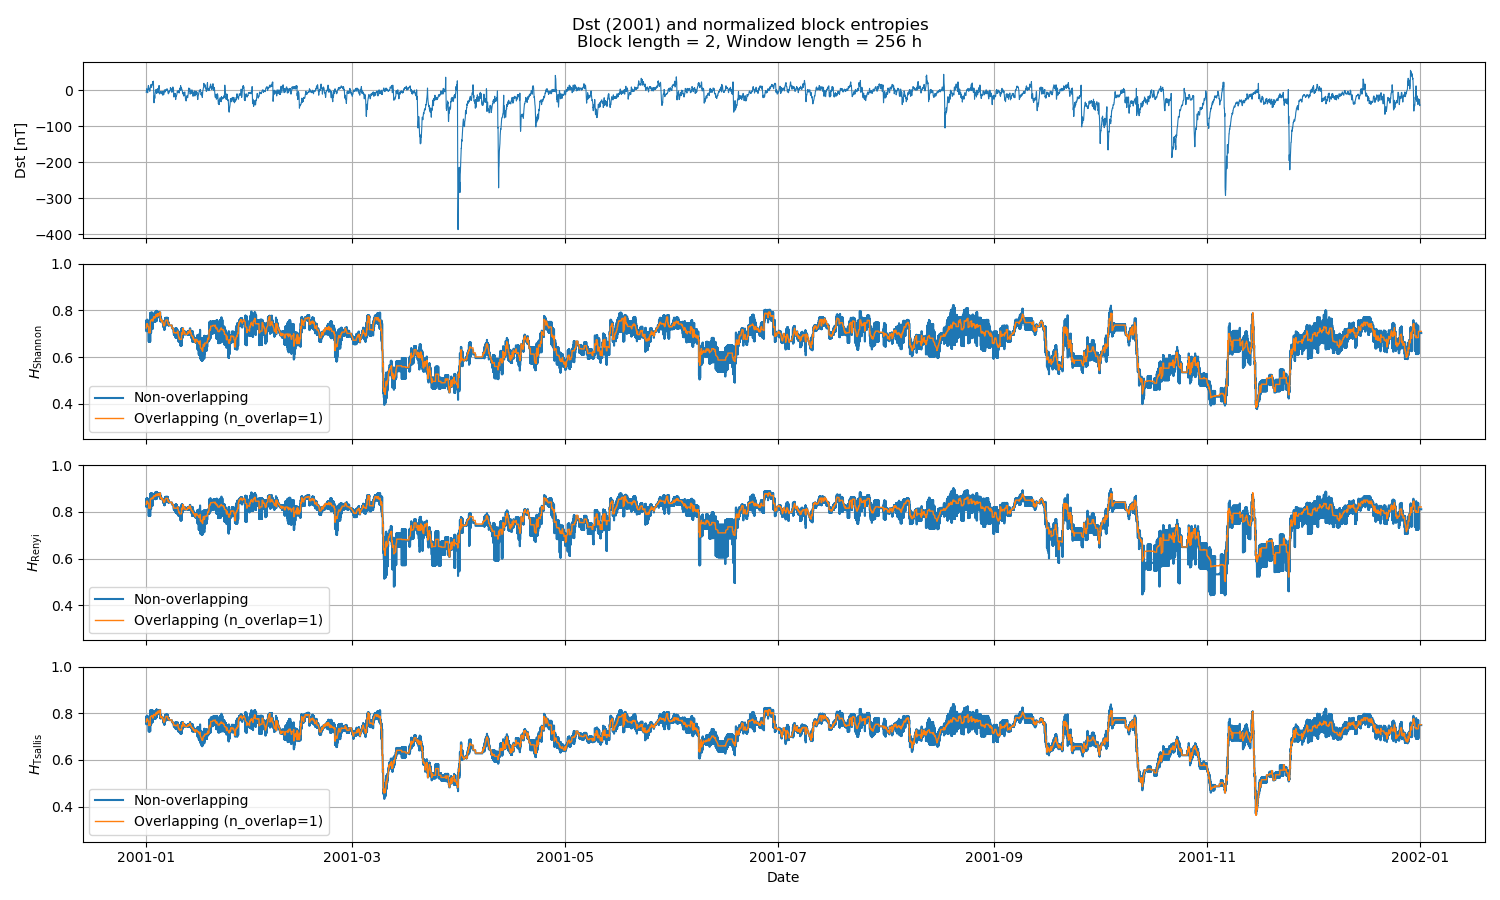 Dst (2001) and normalized block entropies
Block length = 2, Window length = 256 h
Dst [nT]
0
−100
−200
−300
−400
H_Shannon
1.0
0.8
0.6
0.4
Non-overlapping
Overlapping (n_overlap=1)
H_Renyi
1.0
0.8
0.6
0.4
Non-overlapping
Overlapping (n_overlap=1)
H_Tsallis
1.0
0.8
0.6
0.4
Non-overlapping
Overlapping (n_overlap=1)
2001-01 2001-03 2001-05 2001-07 2001-09 2001-11 2002-01
Date